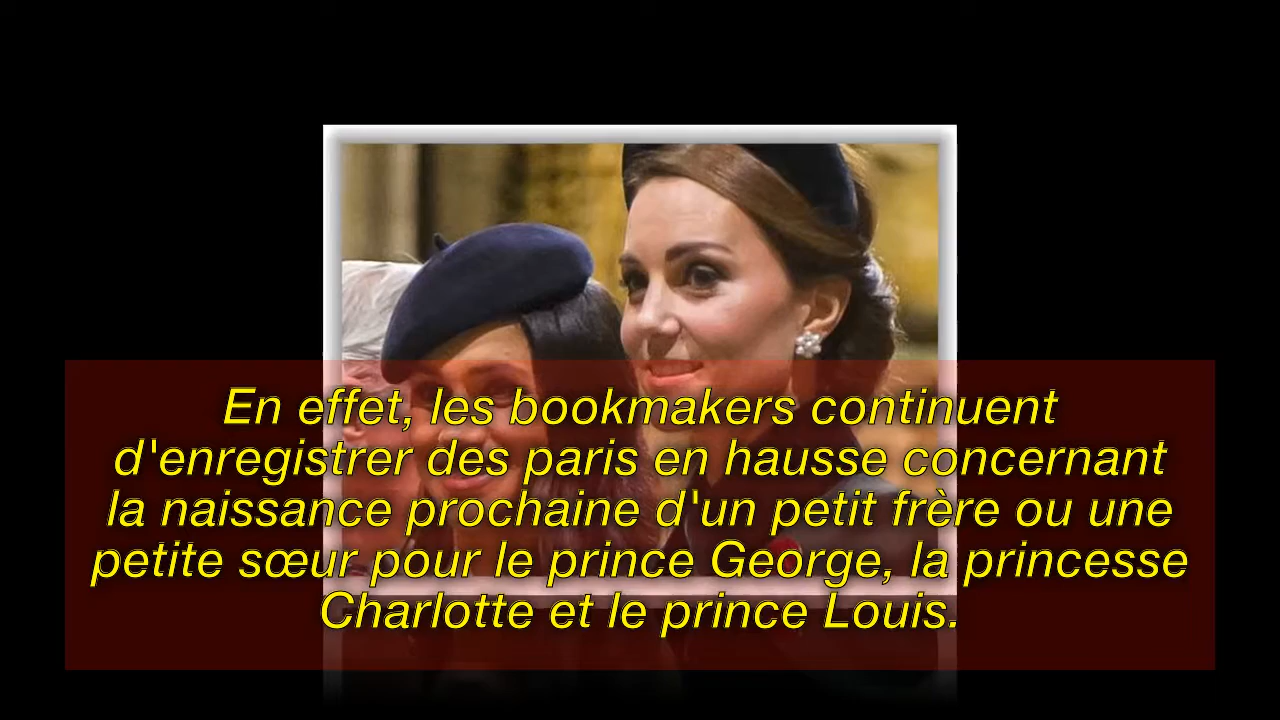 En effet, les bookmakers continuent
d'enregistrer des paris en hausse concernant
la naissance prochaine d'un petit frère ou une
petite sœur pour le prince George, la princesse
Charlotte et le prince Louis.